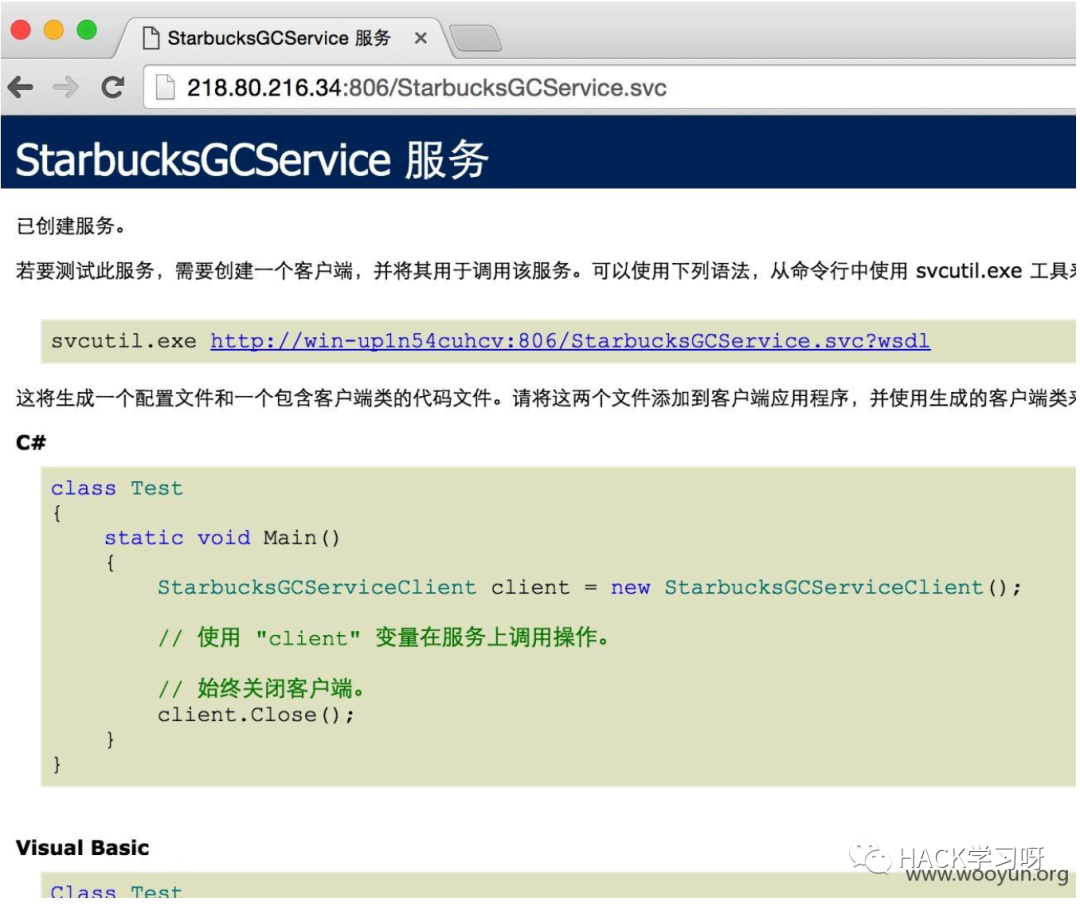 StarbucksGCService 服务
218.80.216.34:806/StarbucksGCService.svc
StarbucksGCService 服务
已创建服务。
若要测试此服务，需要创建一个客户端，并将其用于调用该服务。可以使用下列语法，从命令行中使用 svcutil.exe 工具来
svcutil.exe http://win-up1n54cuhcv:806/StarbucksGCService.svc?wsdl
这将生成一个配置文件和一个包含客户端类的代码文件。请将这两个文件添加到客户端应用程序，并使用生成的客户端类来
C#
class Test
{
static void Main()
{
StarbucksGCServiceClient client = new StarbucksGCServiceClient();
// 使用 "client" 变量在服务上调用操作。
// 始终关闭客户端。
client.Close();
}
}
Visual Basic
HACK学习呀
www.wooyun.org
Class Test